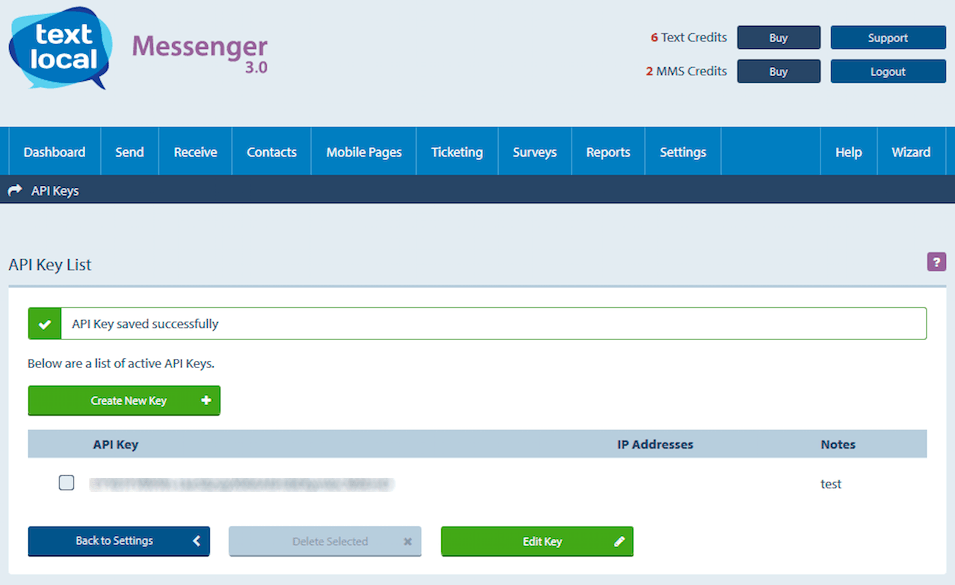 text
local
Messenger
3.0
6 Text Credits Buy Support
2 MMS Credits Buy Logout
Dashboard Send Receive Contacts Mobile Pages Ticketing Surveys Reports Settings Help Wizard
API Keys
API Key List ?
API Key saved successfully
Below are a list of active API Keys.
Create New Key
API Key IP Addresses Notes
test
Back to Settings Delete Selected Edit Key